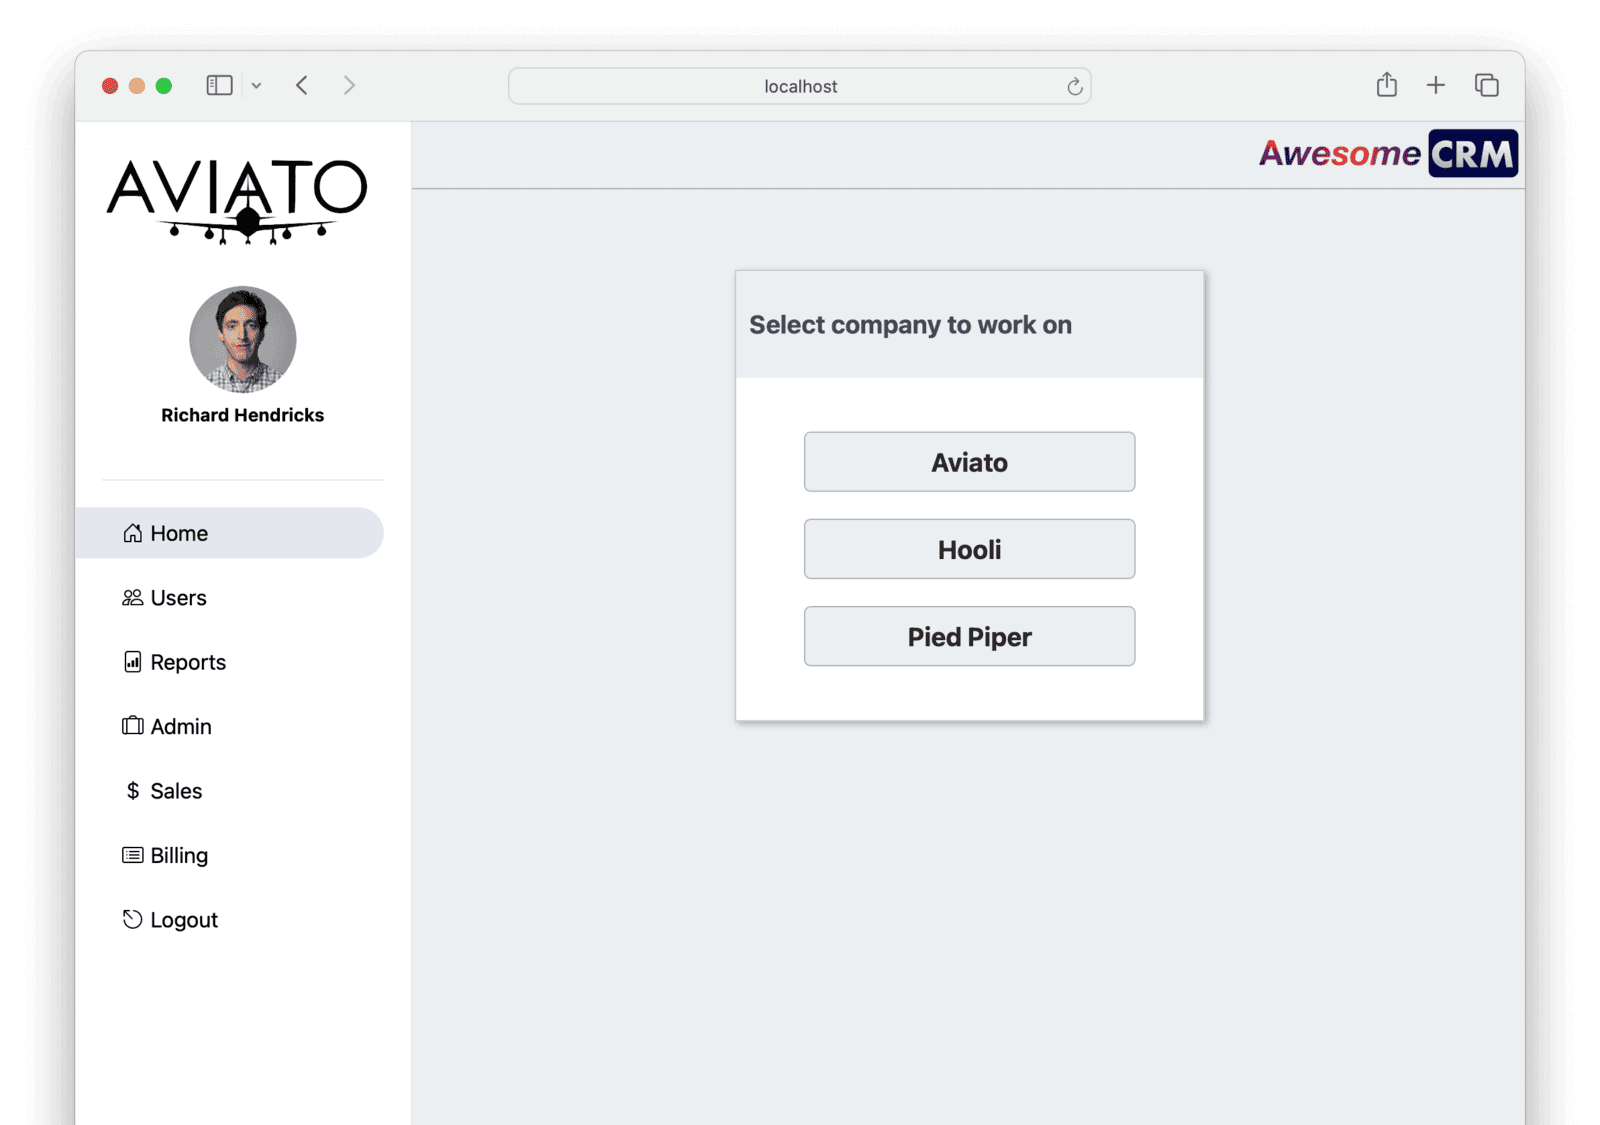 localhost
AVIATO
Awesome CRM
Richard Hendricks
Home
Users
Reports
Admin
$ Sales
Billing
Logout
Select company to work on
Aviato
Hooli
Pied Piper